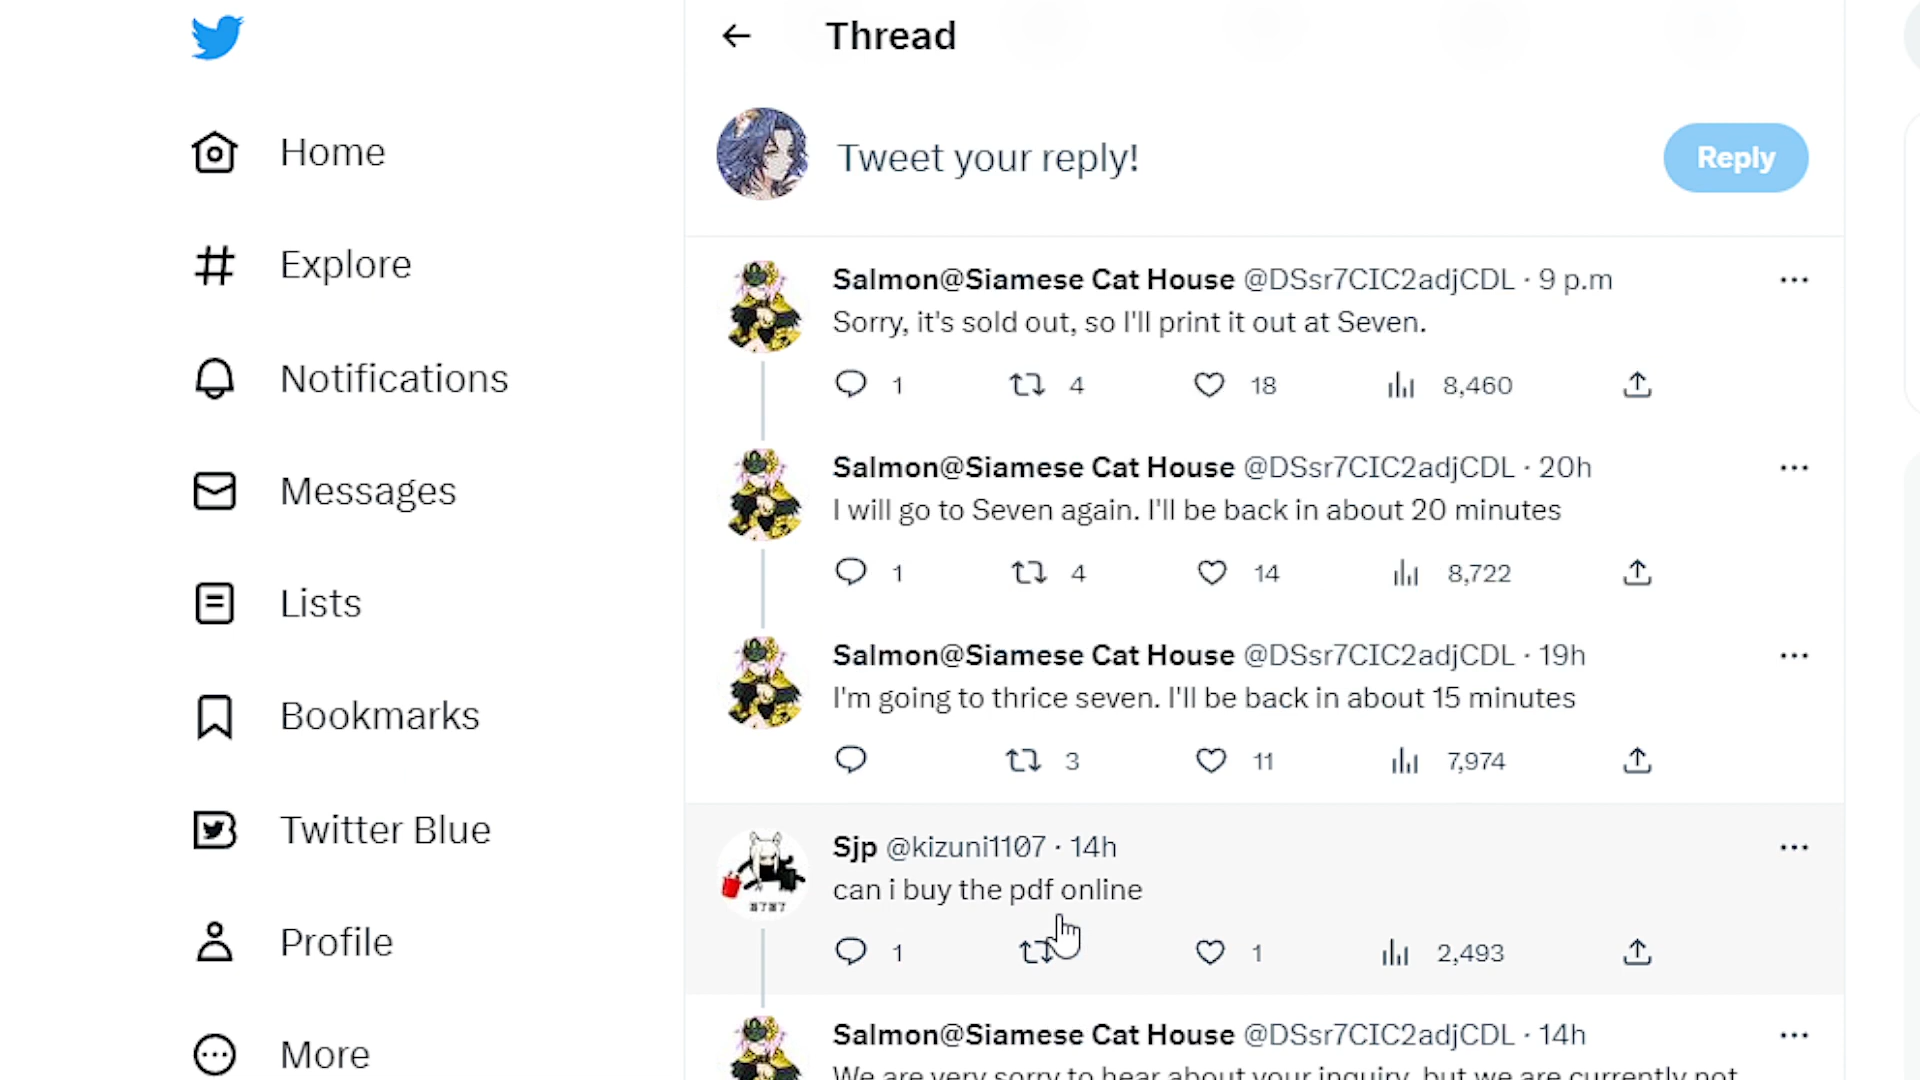 Thread
Home
Tweet your reply!
Reply
Explore
Salmon@Siamese Cat House @DSsr7CIC2adjCDL · 9 p.m
Sorry, it's sold out, so I'll print it out at Seven.
1 4 18 8,460
Notifications
Salmon@Siamese Cat House @DSsr7CIC2adjCDL · 20h
I will go to Seven again. I'll be back in about 20 minutes
1 4 14 8,722
Messages
Lists
Salmon@Siamese Cat House @DSsr7CIC2adjCDL · 19h
I'm going to thrice seven. I'll be back in about 15 minutes
3 11 7,974
Bookmarks
Twitter Blue
Sjp @kizuni1107 · 14h
can i buy the pdf online
8787
1 1 2,493
Profile
Salmon@Siamese Cat House @DSsr7CIC2adjCDL · 14h
We are very sorry to hear about your inquiry, but we are currently not
More